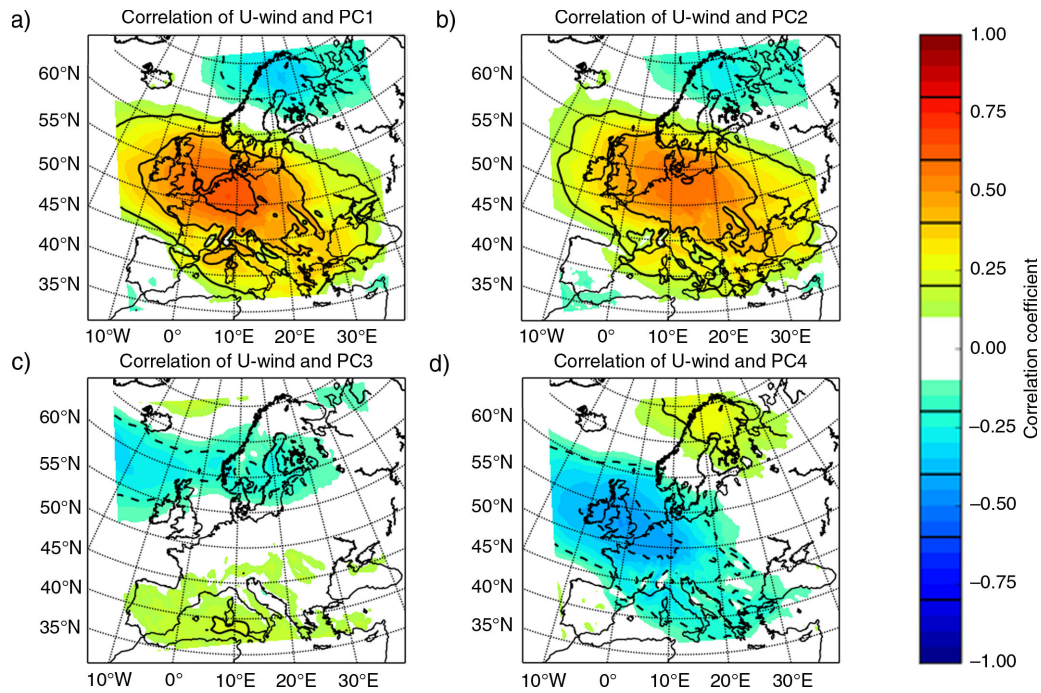 a) Correlation of U-wind and PC1
60°N
55°N
50°N
45°N
40°N
35°N
10°W 0° 10°E 20°E 30°E
b) Correlation of U-wind and PC2
60°N
55°N
50°N
45°N
40°N
35°N
10°W 0° 10°E 20°E 30°E
c) Correlation of U-wind and PC3
60°N
55°N
50°N
45°N
40°N
35°N
10°W 0° 10°E 20°E 30°E
d) Correlation of U-wind and PC4
60°N
55°N
50°N
45°N
40°N
35°N
10°W 0° 10°E 20°E 30°E
1.00
0.75
0.50
0.25
0.00
−0.25
−0.50
−0.75
−1.00
Correlation coefficient